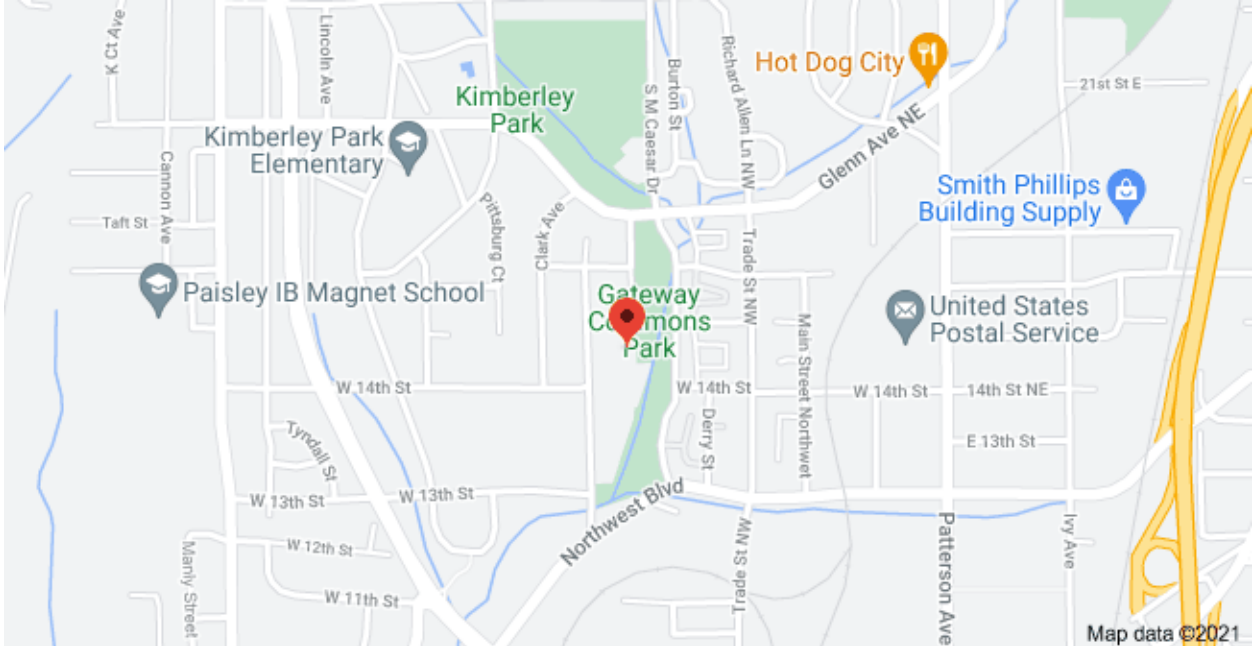 K Ct Ave
Lincoln Ave
Kimberley
Park
Kimberley Park
Elementary
S M Caesar Dr
Burton St
Richard Allen Ln NW
Hot Dog City
Glenn Ave NE
21st St E
Smith Phillips
Building Supply
Cannon Ave
Taft St
Pittsburg Ct
Clark Ave
Trade St NW
Paisley IB Magnet School
Gateway
Commons
Park
Main Street Northwet
United States
Postal Service
W 14th St
W 14th St
W 14th St
14th St NE
Tyndall St
Derry St
E 13th St
W 13th St
W 13th St
Northwest Blvd
Manly Street
W 12th St
W 11th St
Trade St NW
Patterson Ave
Ivy Ave
Map data ©2021